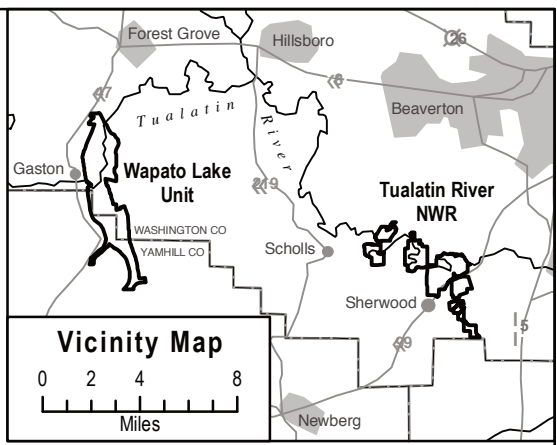 Forest Grove
Hillsboro
26
47
8
Beaverton
Tualatin
River
Gaston
Wapato Lake
Unit
219
Tualatin River
NWR
WASHINGTON CO
YAMHILL CO
Scholls
Sherwood
5
99
Vicinity Map
0 2 4 8
Miles
Newberg